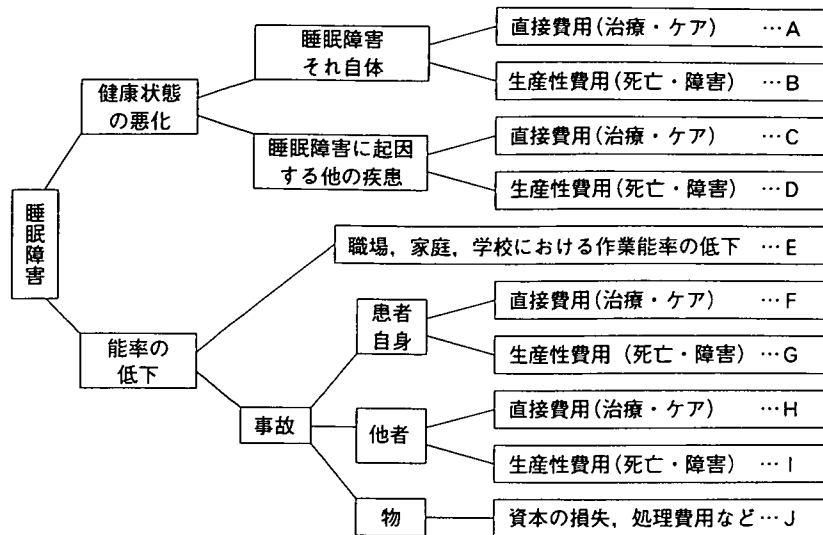 睡眠障害
それ自体
直接費用(治療・ケア) …A
生産性費用(死亡・障害) …B
健康状態
の悪化
睡眠障害に起因
する他の疾患
直接費用(治療・ケア) …C
生産性費用(死亡・障害) …D
睡眠障害
職場，家庭，学校における作業能率の低下 …E
能率の
低下
事故
患者
自身
直接費用(治療・ケア) …F
生産性費用 (死亡・障害) …G
他者
直接費用(治療・ケア) …H
生産性費用(死亡・障害) …I
物
資本の損失，処理費用など…J